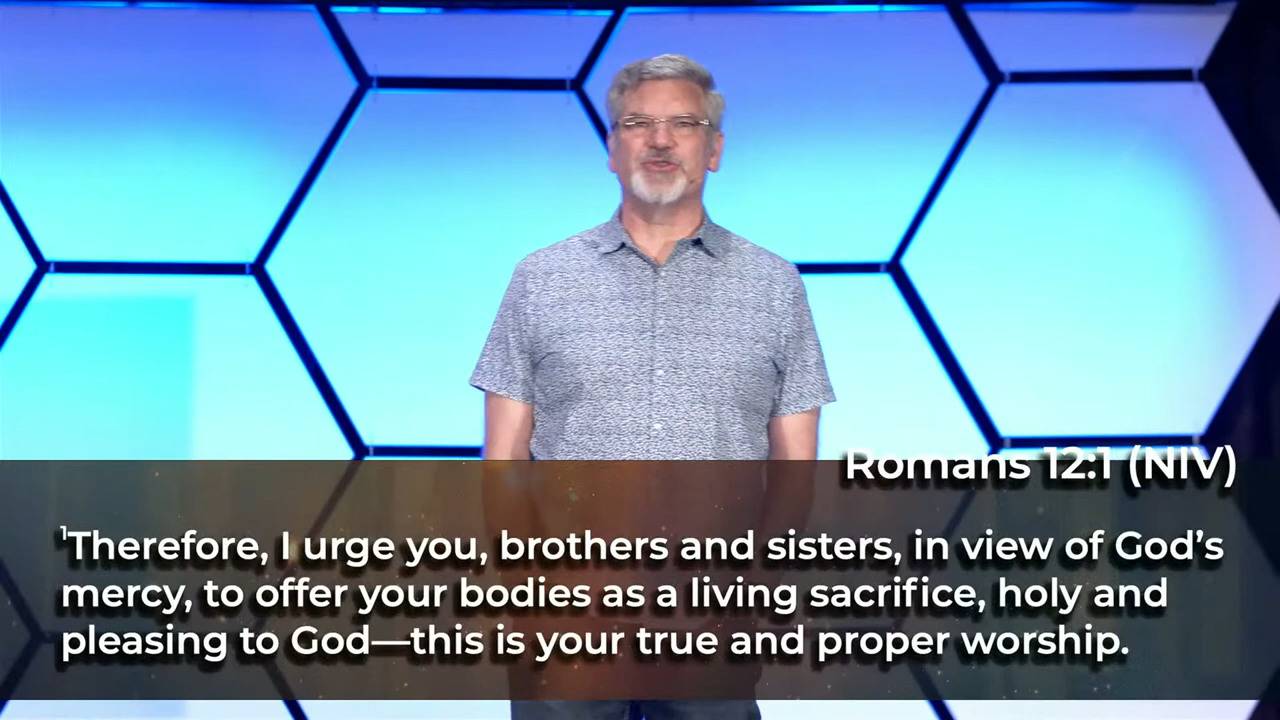 Romans 12:1 (NIV)
¹Therefore, I urge you, brothers and sisters, in view of God’s
mercy, to offer your bodies as a living sacrifice, holy and
pleasing to God—this is your true and proper worship.